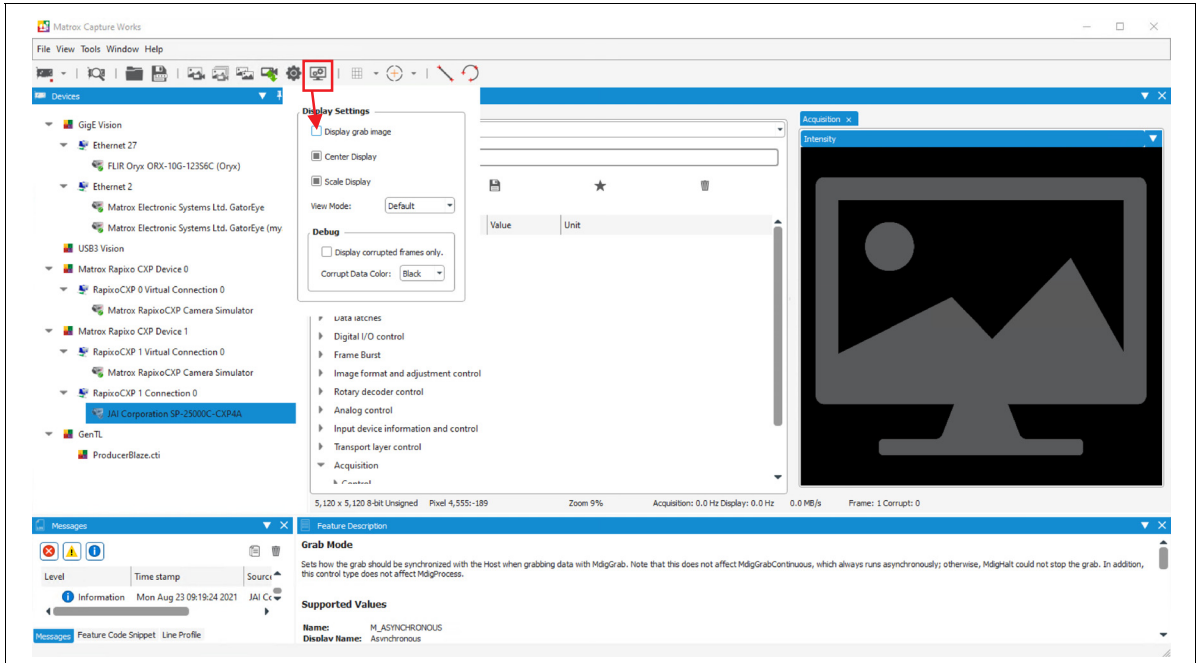 Matrox Capture Works
File View Tools Window Help
Devices
GigE Vision
Ethernet 27
FLIR Oryx ORX-10G-123S6C (Oryx)
Ethernet 2
Matrox Electronic Systems Ltd. GatorEye
Matrox Electronic Systems Ltd. GatorEye (my
USB3 Vision
Matrox Rapixo CXP Device 0
RapixoCXP 0 Virtual Connection 0
Matrox RapixoCXP Camera Simulator
Matrox Rapixo CXP Device 1
RapixoCXP 1 Virtual Connection 0
Matrox RapixoCXP Camera Simulator
RapixoCXP 1 Connection 0
JAI Corporation SP-25000C-CXP4A
GenTL
ProducerBlaze.cti
Display Settings
Display grab image
Center Display
Scale Display
View Mode: Default
Debug
Display corrupted frames only.
Corrupt Data Color: Black
Value Unit
Data latches
Digital I/O control
Frame Burst
Image format and adjustment control
Rotary decoder control
Analog control
Input device information and control
Transport layer control
Acquisition
Control
Acquisition
Intensity
5,120 x 5,120 8-bit Unsigned Pixel 4,555:-189 Zoom 9% Acquisition: 0.0 Hz Display: 0.0 Hz 0.0 MB/s Frame: 1 Corrupt: 0
Messages
Level Time stamp Source
Information Mon Aug 23 09:19:24 2021 JAI Cc
Messages Feature Code Snippet Line Profile
Feature Description
Grab Mode
Sets how the grab should be synchronized with the Host when grabbing data with MdigGrab. Note that this does not affect MdigGrabContinuous, which always runs asynchronously; otherwise, MdigHalt could not stop the grab. In addition,
this control type does not affect MdigProcess.
Supported Values
Name: M_ASYNCHRONOUS
Display Name: Asynchronous